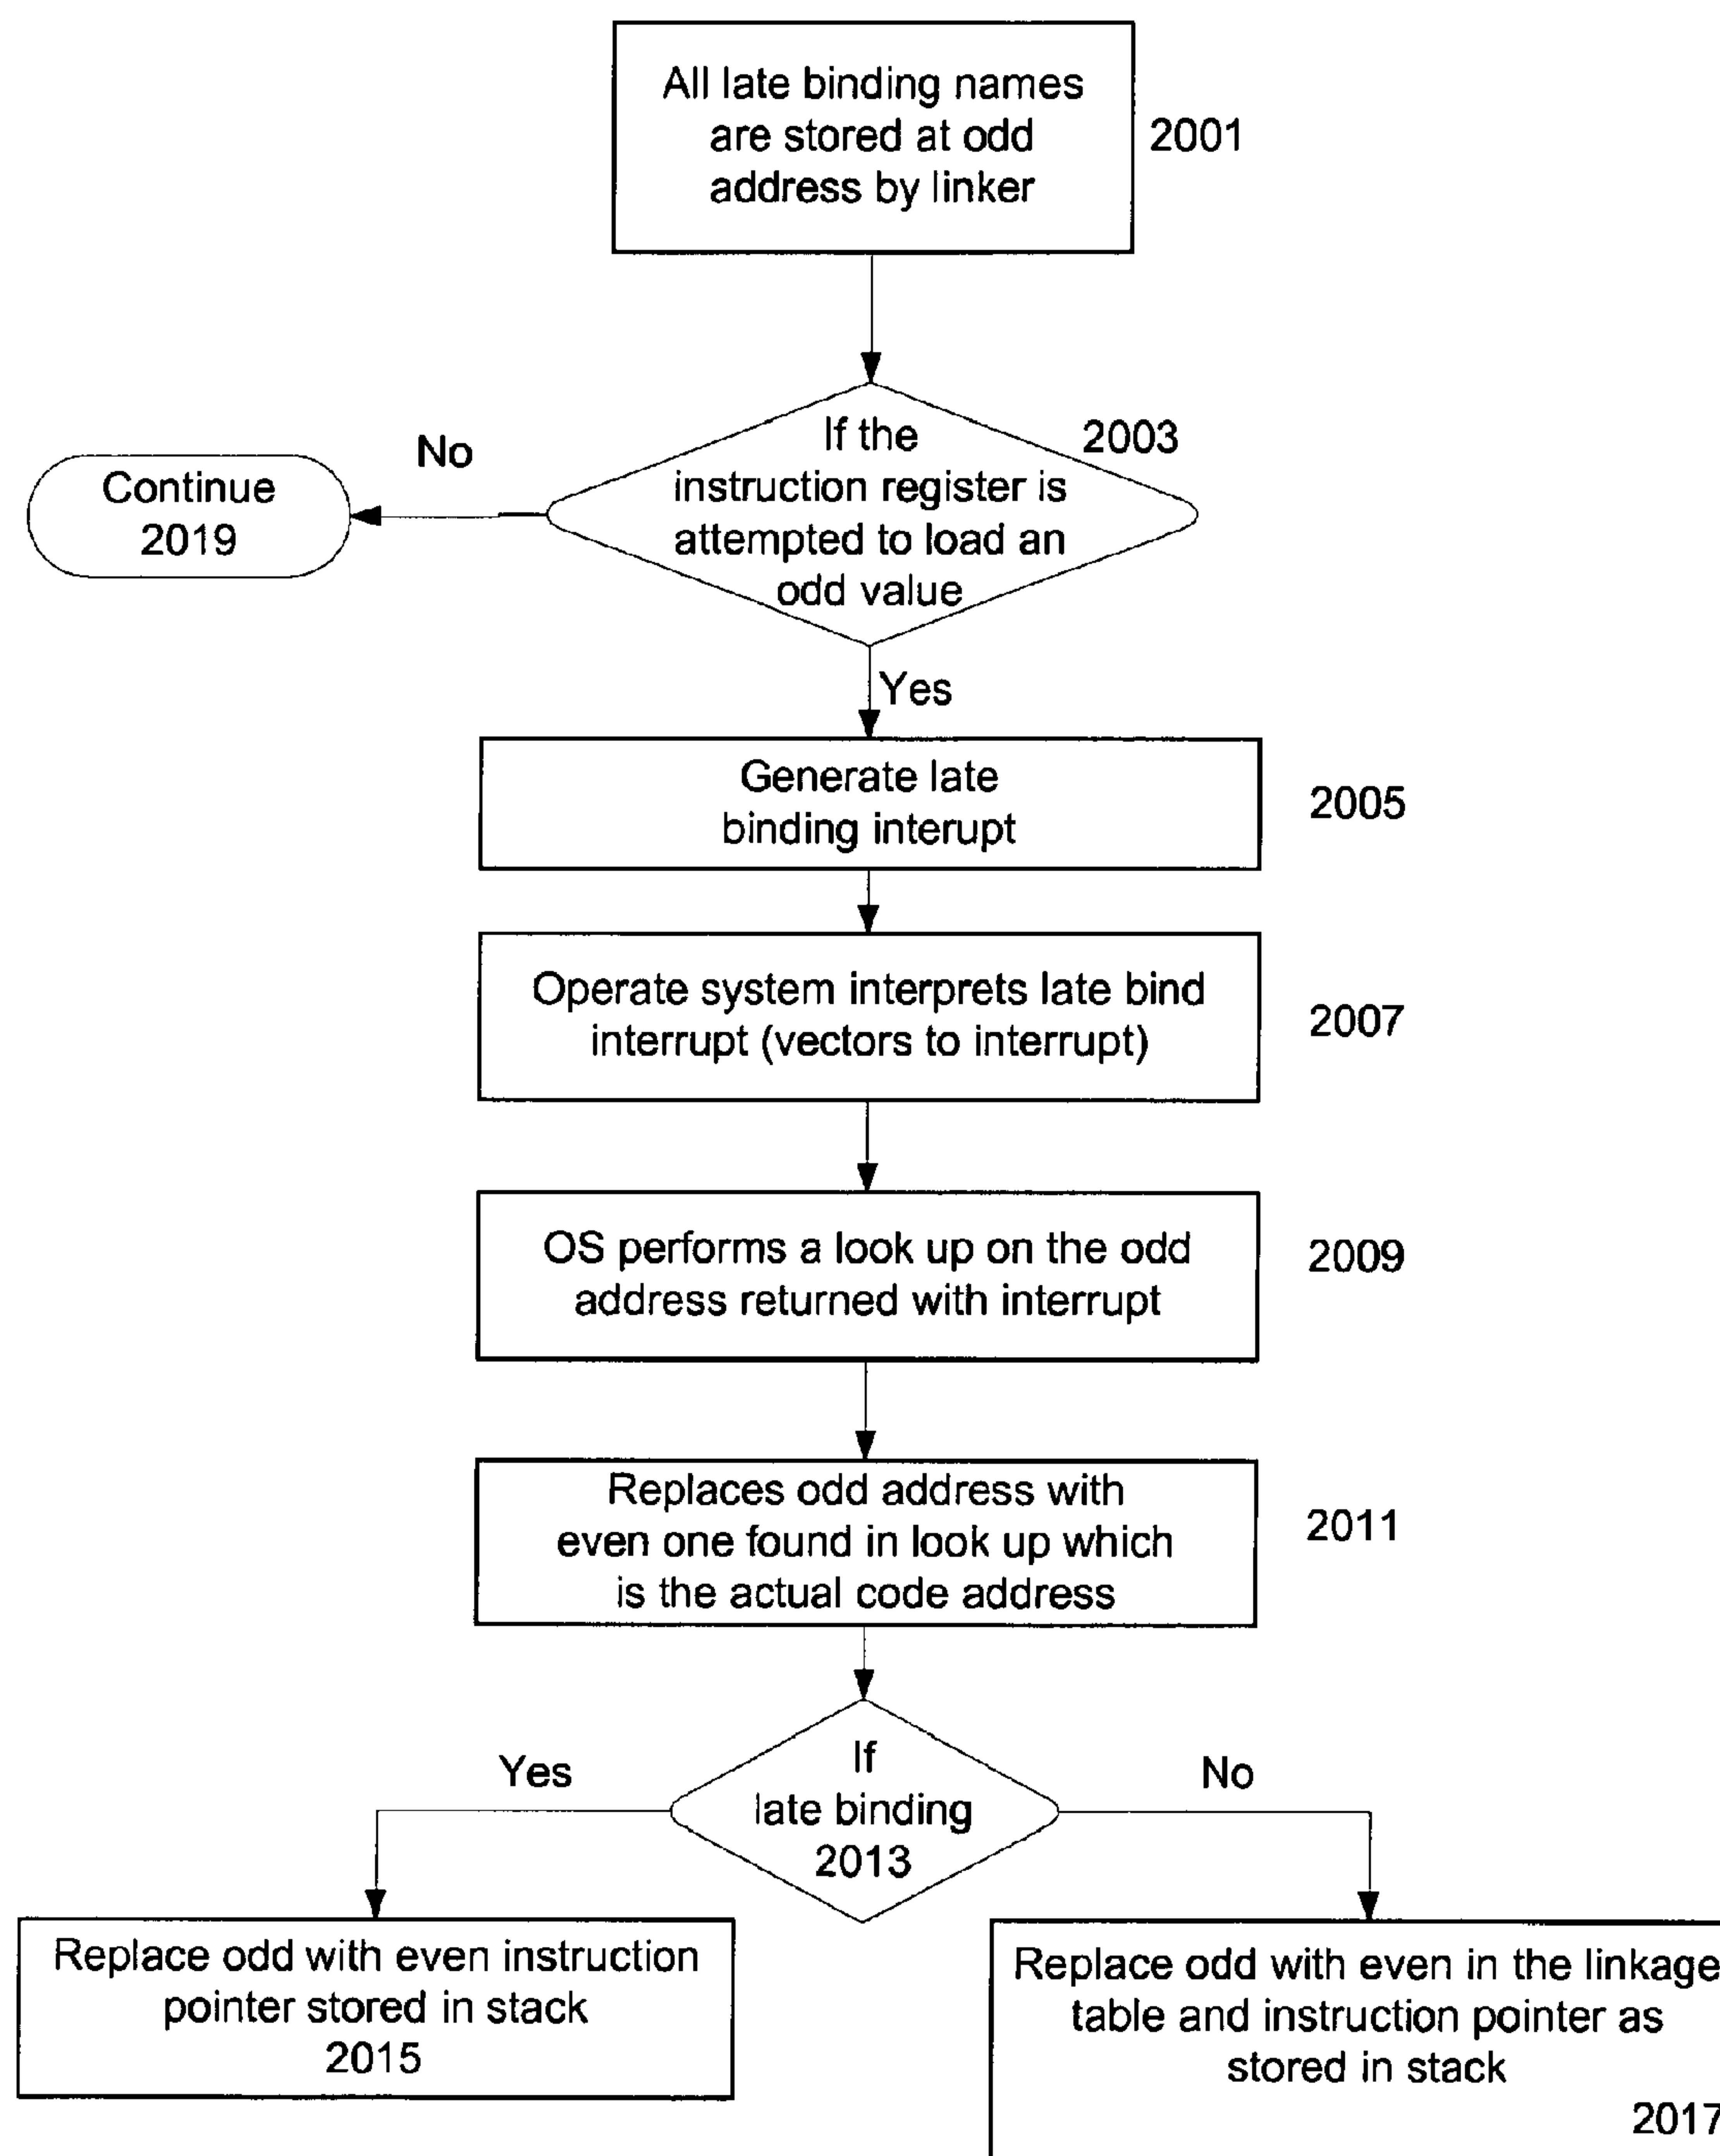 All late binding names
are stored at odd
address by linker
2001
If the
instruction register is
attempted to load an
odd value
2003
No
Continue
2019
Yes
Generate late
binding interupt
2005
Operate system interprets late bind
interrupt (vectors to interrupt)
2007
OS performs a look up on the odd
address returned with interrupt
2009
Replaces odd address with
even one found in look up which
is the actual code address
2011
If
late binding
2013
Yes
No
Replace odd with even instruction
pointer stored in stack
2015
Replace odd with even in the linkage
table and instruction pointer as
stored in stack
2017